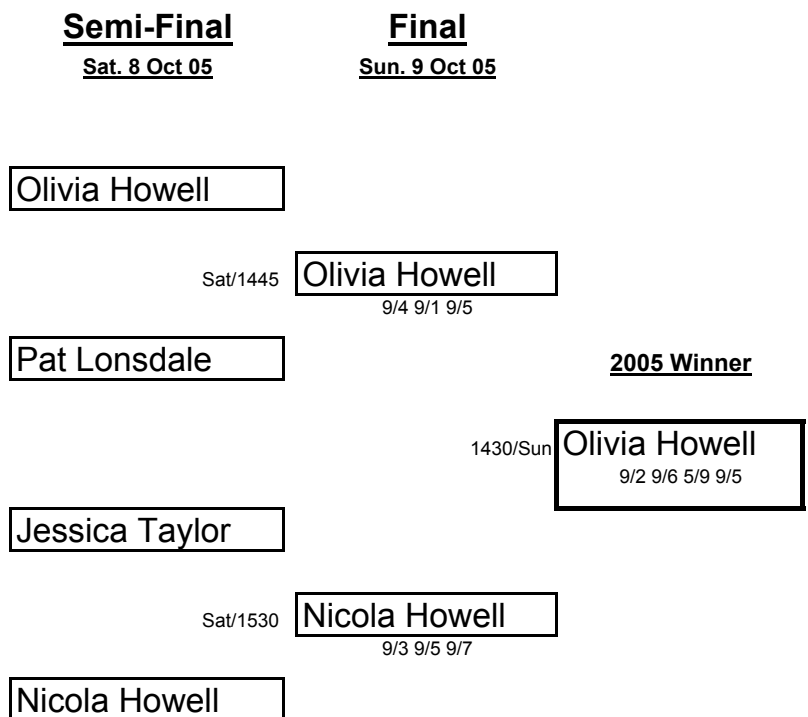 Semi-Final
Final
Sat. 8 Oct 05
Sun. 9 Oct 05
Olivia Howell
Sat/1445
Olivia Howell
9/4 9/1 9/5
Pat Lonsdale
2005 Winner
1430/Sun
Olivia Howell
9/2 9/6 5/9 9/5
Jessica Taylor
Sat/1530
Nicola Howell
9/3 9/5 9/7
Nicola Howell